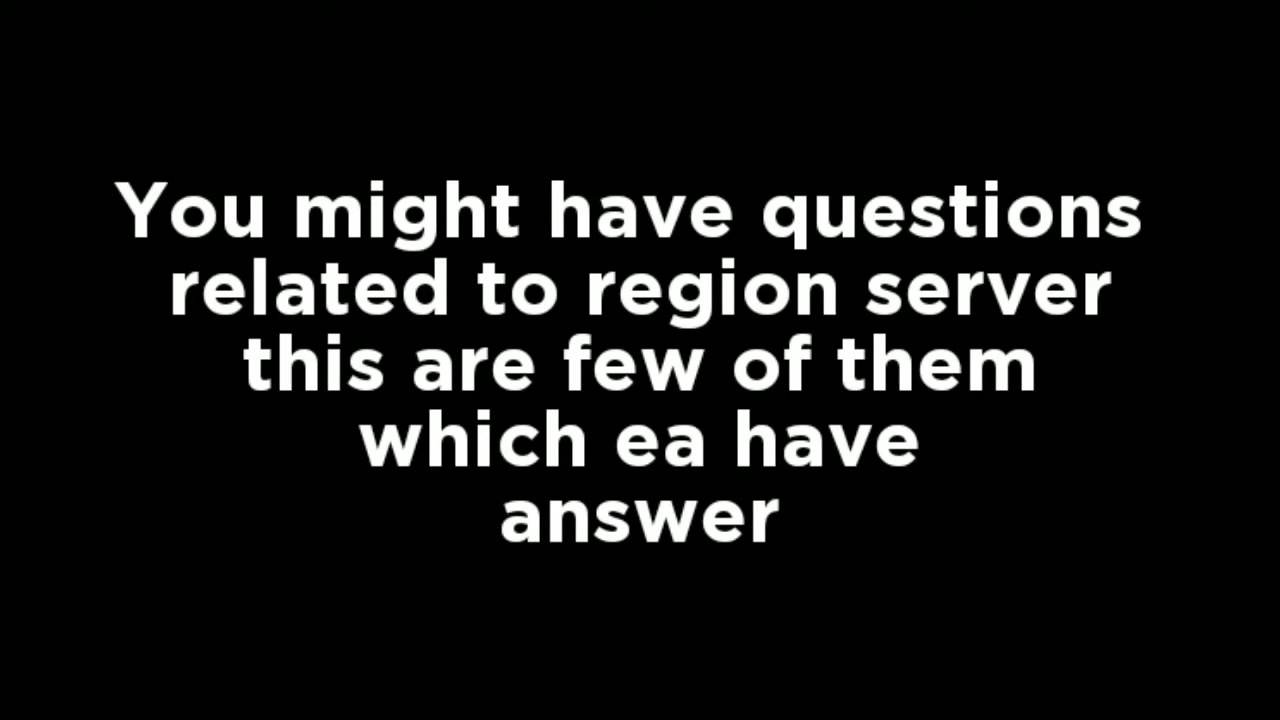 You might have questions
related to region server
this are few of them
which ea have
answer